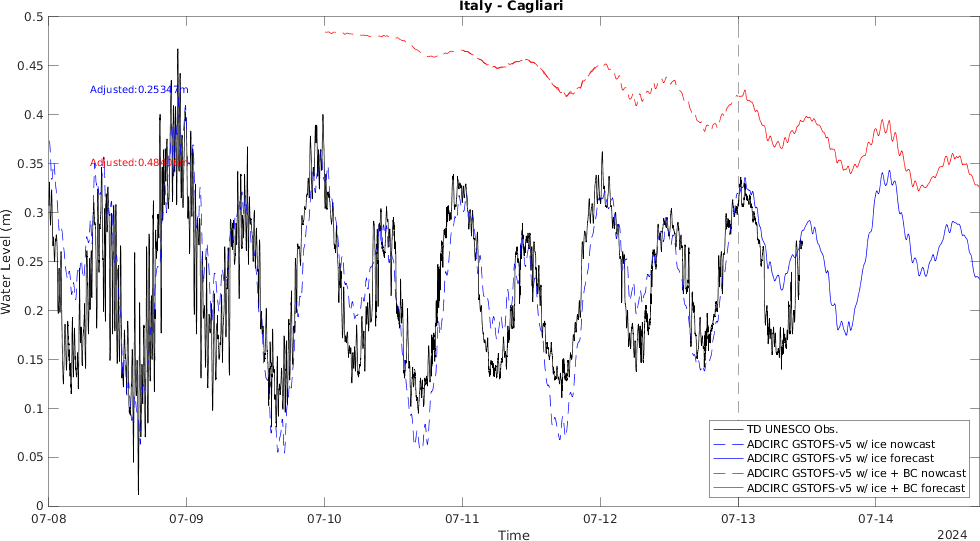 Italy - Cagliari
0.5
0.45
0.4
0.35
0.3
0.25
0.2
0.15
0.1
0.05
0
Water Level (m)
Adjusted:0.25347m
07-08
07-09
07-10
07-11
07-12
07-13
07-14
Time
2024
TD UNESCO Obs.
ADCIRC GSTOFS-v5 w/ ice nowcast
ADCIRC GSTOFS-v5 w/ ice forecast
ADCIRC GSTOFS-v5 w/ ice + BC nowcast
ADCIRC GSTOFS-v5 w/ ice + BC forecast